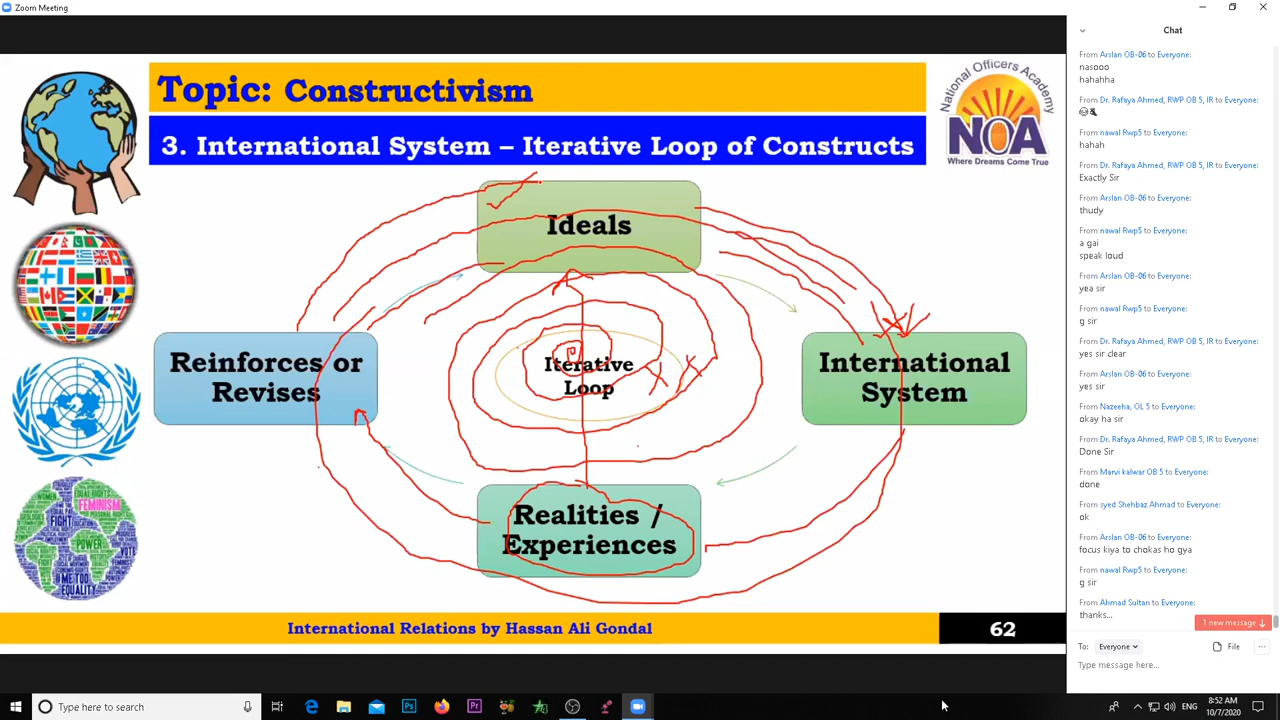 Zoom Meeting
Topic: Constructivism
National Officers Academy
NOA
Where Dreams Come True
3. International System – Iterative Loop of Constructs
Ideals
Reinforces or
Revises
Iterative
Loop
International
System
Realities /
Experiences
WOMEN
EQUAL RIGHTS
FEMINISM
FIGHT
POWER
VOTE
ME TOO
EQUALITY
International Relations by Hassan Ali Gondal
62
Chat
From Arslan OB-06 to Everyone:
nasooo
hahahha
From Dr. Rafaya Ahmed, RWP OB 5, IR to Everyone:
From nawal Rwp5 to Everyone:
hahah
From Dr. Rafaya Ahmed, RWP OB 5, IR to Everyone:
Exactly Sir
From Arslan OB-06 to Everyone:
thudy
From nawal Rwp5 to Everyone:
a gai
speak loud
From Arslan OB-06 to Everyone:
yea sir
From nawal Rwp5 to Everyone:
g sir
From Dr. Rafaya Ahmed, RWP OB 5, IR to Everyone:
yes sir clear
From Arslan OB-06 to Everyone:
yes sir
From Nazeeha, OL 5 to Everyone:
okay ha sir
From Dr. Rafaya Ahmed, RWP OB 5, IR to Everyone:
Done Sir
From Marvi kalwar OB 5 to Everyone:
done
From syed Shehbaz Ahmad to Everyone:
ok
From Arslan OB-06 to Everyone:
focus kiya to chokas ho gya
From nawal Rwp5 to Everyone:
g sir
From Ahmad Sultan to Everyone:
thanks...
1 new message
To: Everyone
File
Type message here...
Type here to search
ENG
8:52 AM
10/7/2020